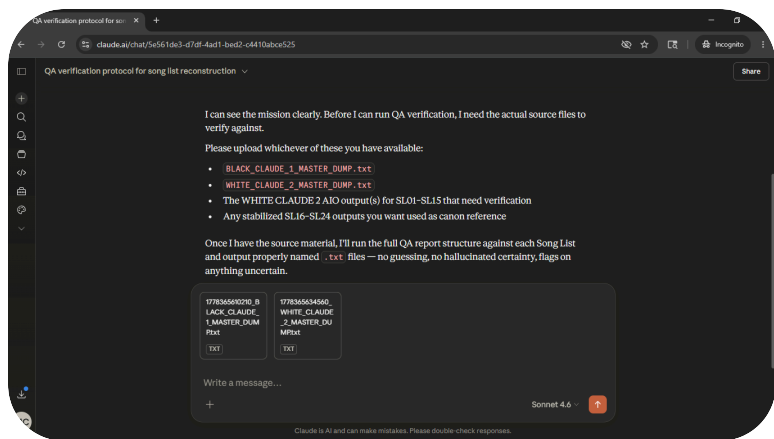 QA verification protocol for son
claude.ai/chat/5e561de3-d7df-4ad1-bed2-c4410abce525
Incognito
QA verification protocol for song list reconstruction
Share
I can see the mission clearly. Before I can run QA verification, I need the actual source files to
verify against.
Please upload whichever of these you have available:
BLACK_CLAUDE_1_MASTER_DUMP.txt
WHITE_CLAUDE_2_MASTER_DUMP.txt
The WHITE CLAUDE 2 AIO output(s) for SL01–SL15 that need verification
Any stabilized SL16–SL24 outputs you want used as canon reference
Once I have the source material, I'll run the full QA report structure against each Song List
and output properly named .txt files — no guessing, no hallucinated certainty, flags on
anything uncertain.
1778365610210_B
LACK_CLAUDE_
1_MASTER_DUM
P.txt
TXT
1778365634560_
WHITE_CLAUDE
_2_MASTER_DU
MP.txt
TXT
Write a message...
Sonnet 4.6
Claude is AI and can make mistakes. Please double-check responses.